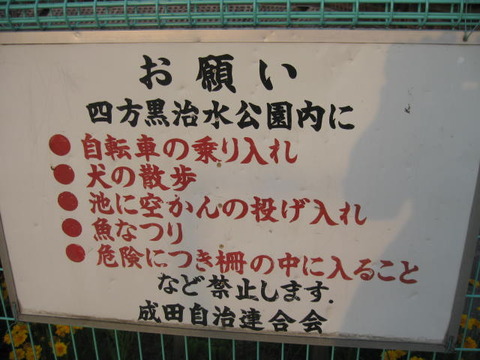 お願い
四方黒治水公園内に
●自転車の乗り入れ
●犬の散歩
●池に空かんの投げ入れ
●魚なつり
●危険につき柵の中に入ること
など禁止します.
成田自治連合会